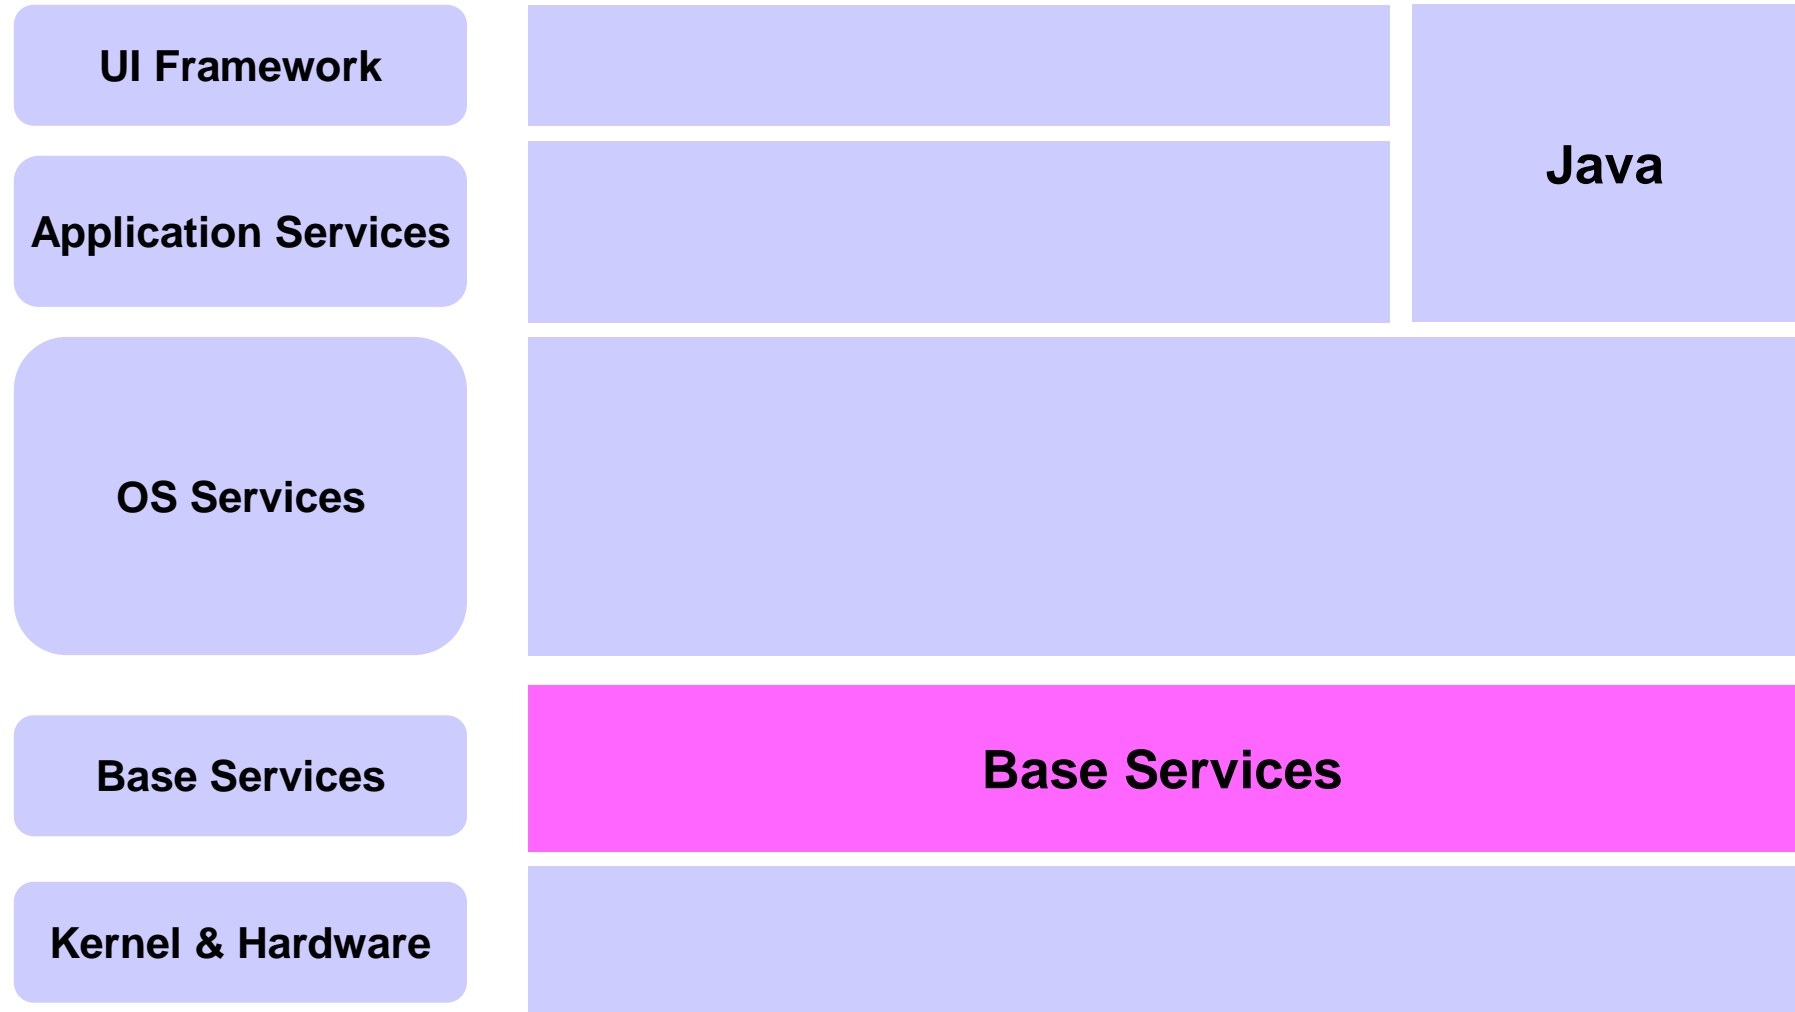 UI Framework
Java
Application Services
OS Services
Base Services
Base Services
Kernel & Hardware